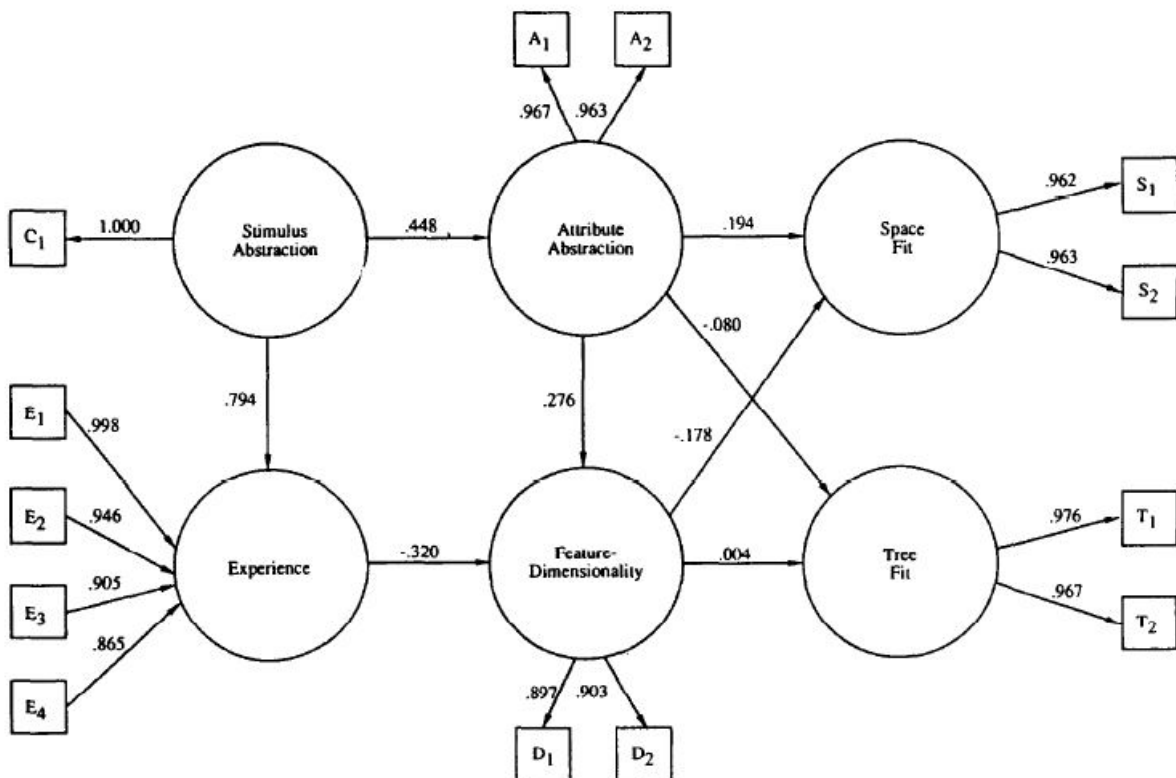 A1
A2
.967
.963
C1
1.000
Stimulus
Abstraction
.448
Attribute
Abstraction
.194
Space
Fit
.962
S1
.963
S2
-.080
.794
.276
-.178
E1
.998
E2
.946
E3
.905
E4
.865
Experience
-.320
Feature-
Dimensionality
.004
Tree
Fit
.976
T1
.967
T2
.897
.903
D1
D2